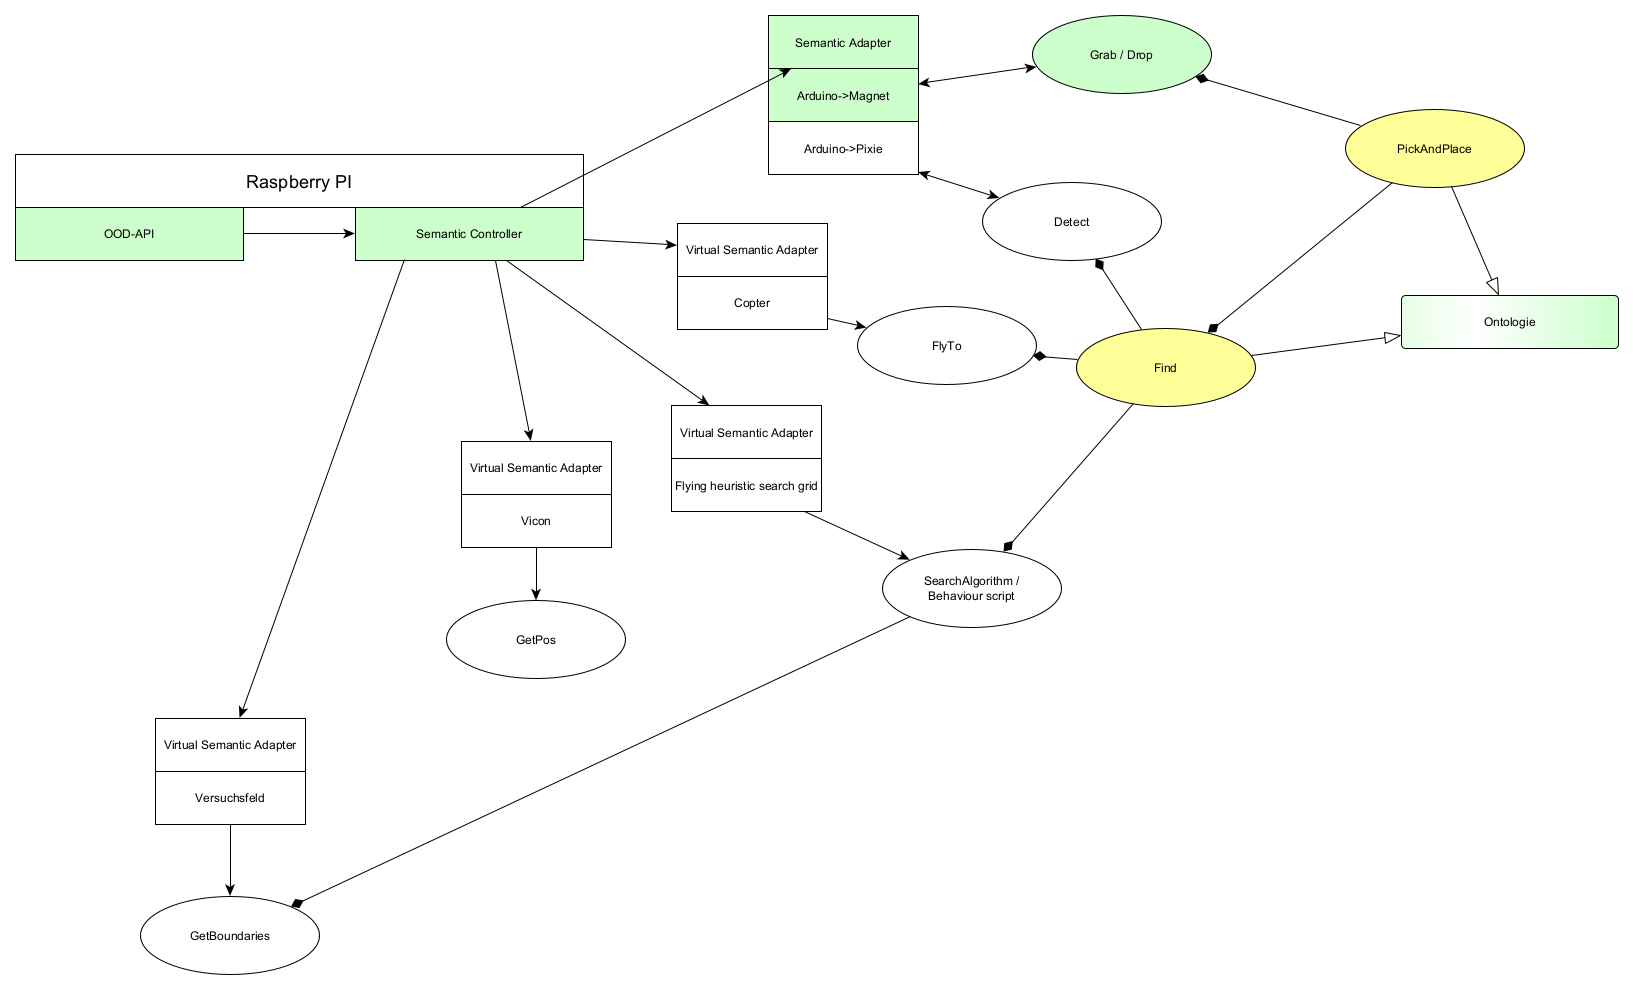 Semantic Adapter
Grab / Drop
Arduino->Magnet
Arduino->Pixie
PickAndPlace
Raspberry PI
OOD-API
Semantic Controller
Detect
Virtual Semantic Adapter
Copter
FlyTo
Ontologie
Find
Virtual Semantic Adapter
Flying heuristic search grid
Virtual Semantic Adapter
Vicon
SearchAlgorithm /
Behaviour script
GetPos
Virtual Semantic Adapter
Versuchsfeld
GetBoundaries